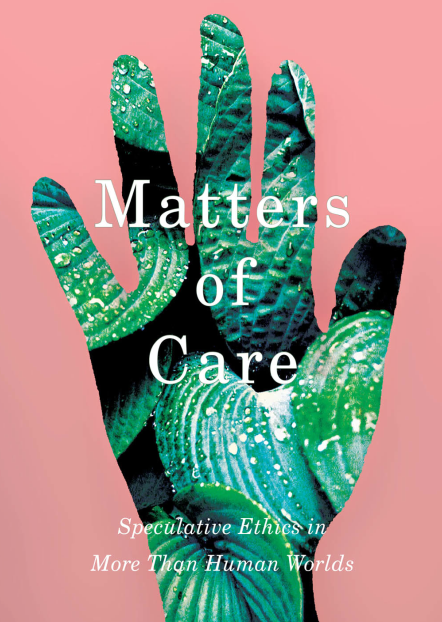 Matters
of
Care
Speculative Ethics in
More Than Human Worlds